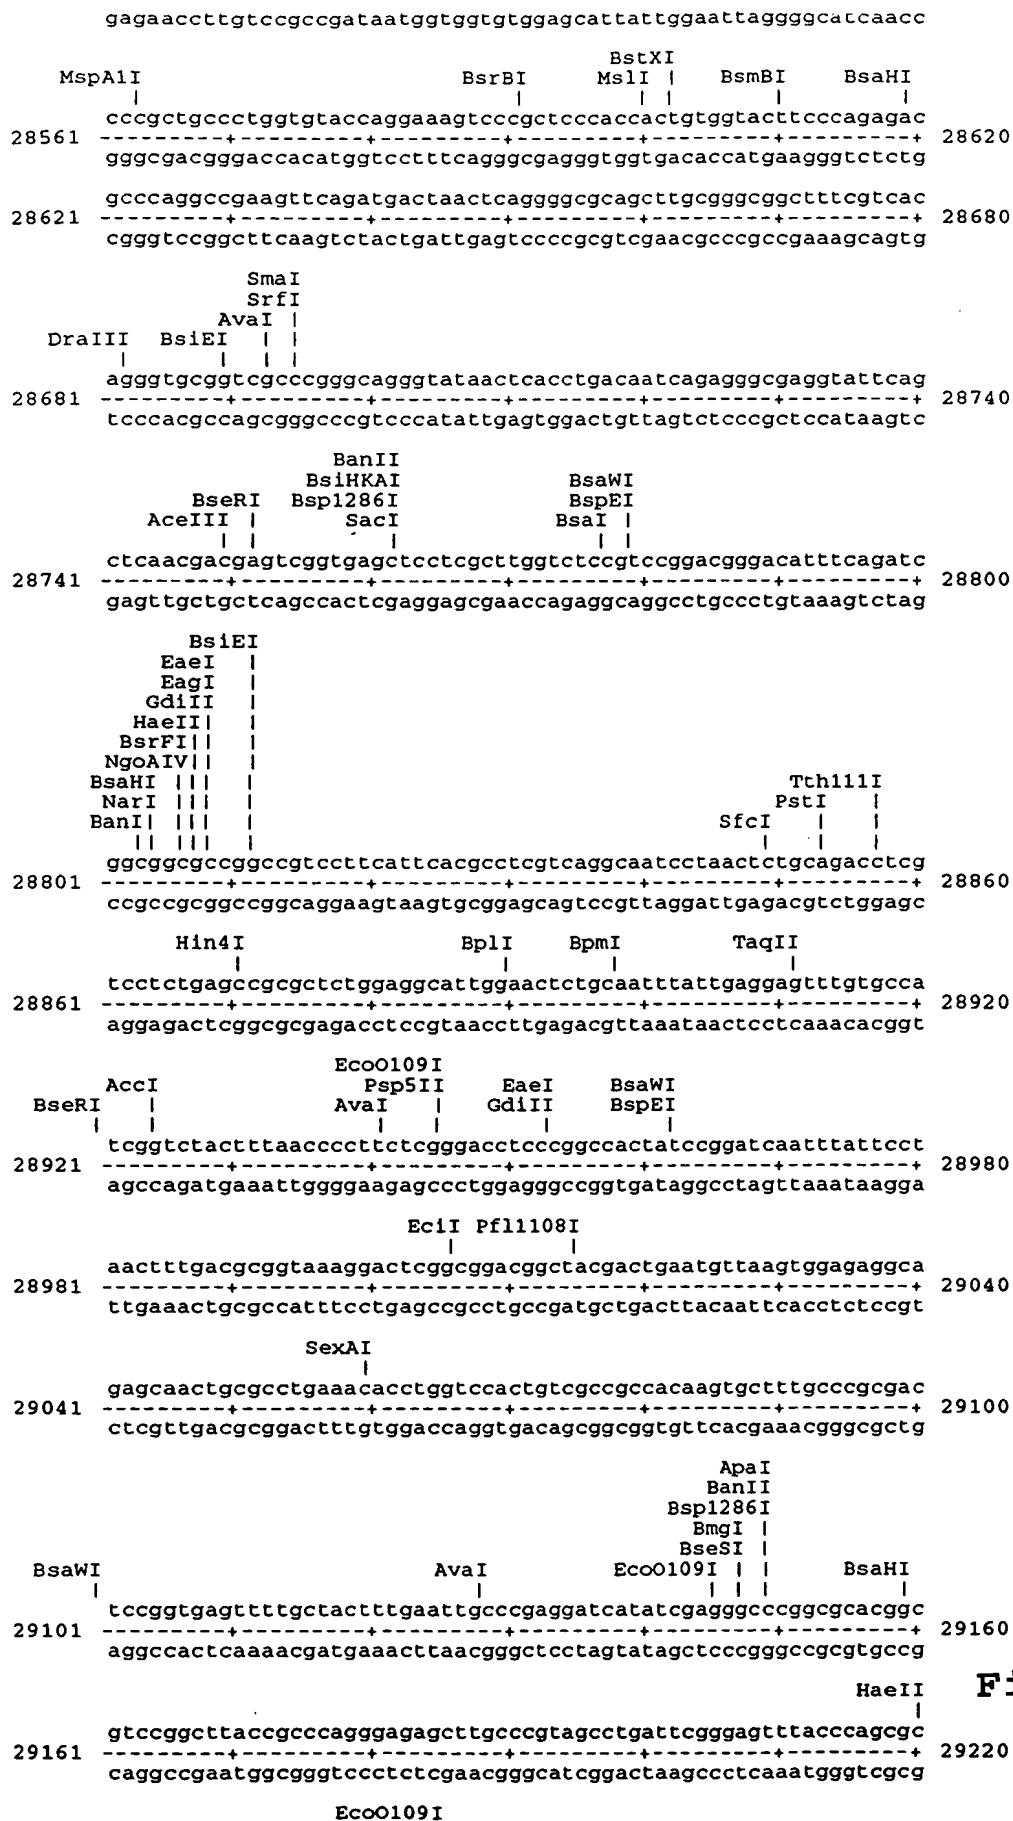 gagaaccttgtccgccgataatggtggtgtggagcattattggaattaggggcatcaacc
BstXI
MspA1I BsrBI MslI | BsmBI BsaHI
| | | | | |
cccgctgccctggtgtaccaggaaagtcccgctcccaccactgtggtacttcccagagac
28561 ---------+---------+---------+---------+---------+---------+ 28620
gggcgacgggaccacatggtcctttcagggcgagggtggtgacaccatgaagggtctctg
gcccaggccgaagttcagatgactaactcaggggcgcagcttgcgggcggctttcgtcac
28621 ---------+---------+---------+---------+---------+---------+ 28680
cgggtccggcttcaagtctactgattgagtccccgcgtcgaacgcccgccgaaagcagtg
SmaI
SrfI
AvaI |
DraIII BsiEI | |
| | | |
agggtgcggtcgcccgggcagggtataactcacctgacaatcagagggcgaggtattcag
28681 ---------+---------+---------+---------+---------+---------+ 28740
tcccacgccagcgggcccgtcccatattgagtggactgttagtctcccgctccataagtc
BanII
BsiHKAI BsaWI
BseRI Bsp1286I BspEI
AceIII | SacI BsaI |
| | | | |
ctcaacgacgagtcggtgagctcctcgcttggtctccgtccggacgggacatttcagatc
28741 ---------+---------+---------+---------+---------+---------+ 28800
gagttgctgctcagccactcgaggagcgaaccagaggcaggcctgccctgtaaagtctag
BsiEI
EaeI |
EagI |
GdiII |
HaeII| |
BsrFI|| |
NgoAIV|| |
BsaHI ||| | Tth111I
NarI ||| | PstI |
BanI| ||| | SfcI | |
|| ||| | | | |
ggcggcgccggccgtccttcattcacgcctcgtcaggcaatcctaactctgcagacctcg
28801 ---------+---------+---------+---------+---------+---------+ 28860
ccgccgcggccggcaggaagtaagtgcggagcagtccgttaggattgagacgtctggagc
Hin4I BplI BpmI TaqII
| | | |
tcctctgagccgcgctctggaggcattggaactctgcaatttattgaggagtttgtgcca
28861 ---------+---------+---------+---------+---------+---------+ 28920
aggagactcggcgcgagacctccgtaaccttgagacgttaaataactcctcaaacacggt
EcoO109I
AccI Psp5II EaeI BsaWI
BseRI | AvaI | GdiII BspEI
| | | | | |
tcggtctactttaaccccttctcgggacctcccggccactatccggatcaatttattcct
28921 ---------+---------+---------+---------+---------+---------+ 28980
agccagatgaaattggggaagagccctggagggccggtgataggcctagttaaataagga
EciI Pfl1108I
| |
aactttgacgcggtaaaggactcggcggacggctacgactgaatgttaagtggagaggca
28981 ---------+---------+---------+---------+---------+---------+ 29040
ttgaaactgcgccatttcctgagccgcctgccgatgctgacttacaattcacctctccgt
SexAI
|
gagcaactgcgcctgaaacacctggtccactgtcgccgccacaagtgctttgcccgcgac
29041 ---------+---------+---------+---------+---------+---------+ 29100
ctcgttgacgcggactttgtggaccaggtgacagcggcggtgttcacgaaacgggcgctg
ApaI
BanII
Bsp1286I
BmgI |
BseSI |
BsaWI AvaI EcoO109I | | BsaHI
| | | | | |
tccggtgagttttgctactttgaattgcccgaggatcatatcgagggcccggcgcacggc
29101 ---------+---------+---------+---------+---------+---------+ 29160
aggccactcaaaacgatgaaacttaacgggctcctagtatagctcccgggccgcgtgccg
HaeII Fi
|
gtccggcttaccgcccagggagagcttgcccgtagcctgattcgggagtttacccagcgc
29161 ---------+---------+---------+---------+---------+---------+ 29220
caggccgaatggcgggtccctctcgaacgggcatcggactaagccctcaaatgggtcgcg
EcoO109I